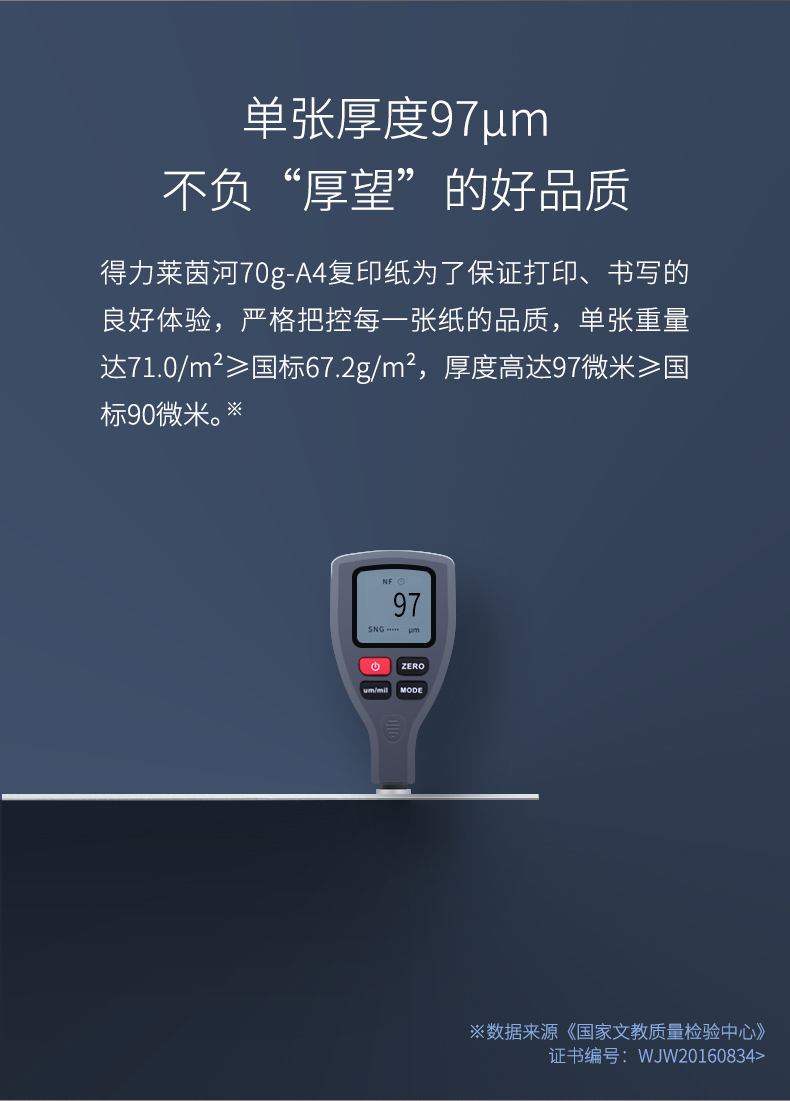 单张厚度97μm
不负“厚望”的好品质
得力莱茵河70g-A4复印纸为了保证打印、书写的
良好体验，严格把控每一张纸的品质，单张重量
达71.0/m²≥国标67.2g/m²，厚度高达97微米≥国
标90微米。※
NF
97
SNG ····· μm
ZERO
um/mil MODE
※数据来源《国家文教质量检验中心》
证书编号：WJW20160834>